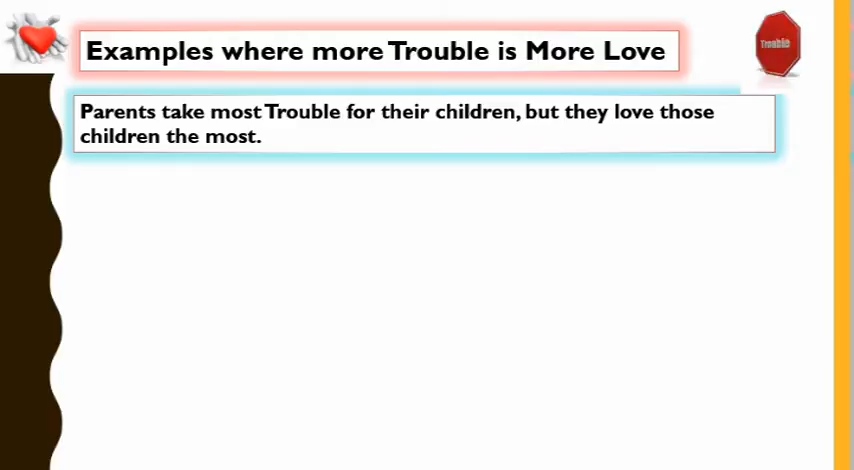 Examples where more Trouble is More Love
Trouble
Parents take most Trouble for their children, but they love those
children the most.